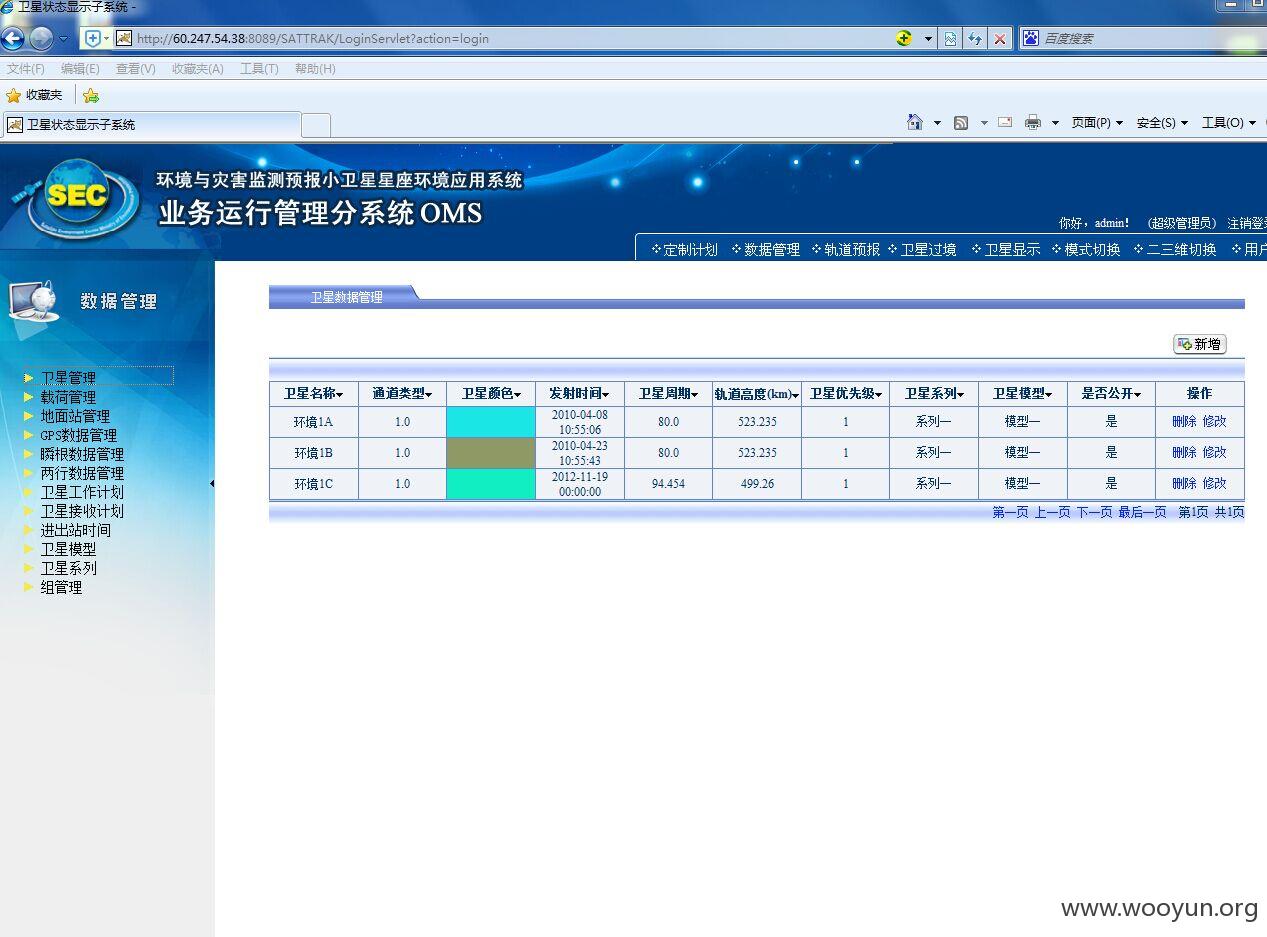 卫星状态显示子系统 -
http://60.247.54.38:8089/SATTRAK/LoginServlet?action=login
百度搜索
文件(F) 编辑(E) 查看(V) 收藏夹(A) 工具(T) 帮助(H)
收藏夹
卫星状态显示子系统
页面(P) 安全(S) 工具(O)
SEC
环境与灾害监测预报小卫星星座环境应用系统
业务运行管理分系统 OMS
你好，admin! (超级管理员) 注销登录
定制计划 数据管理 轨道预报 卫星过境 卫星显示 模式切换 二三维切换 用户
数据管理
卫星管理
载荷管理
地面站管理
GPS数据管理
瞬根数据管理
两行数据管理
卫星工作计划
卫星接收计划
进出站时间
卫星模型
卫星系列
组管理
卫星数据管理
新增
卫星名称 通道类型 卫星颜色 发射时间 卫星周期 轨道高度(km) 卫星优先级 卫星系列 卫星模型 是否公开 操作
环境1A 1.0 2010-04-08 10:55:06 80.0 523.235 1 系列一 模型一 是 删除 修改
环境1B 1.0 2010-04-23 10:55:43 80.0 523.235 1 系列一 模型一 是 删除 修改
环境1C 1.0 2012-11-19 00:00:00 94.454 499.26 1 系列一 模型一 是 删除 修改
第一页 上一页 下一页 最后一页 第1页 共1页
www.wooyun.org